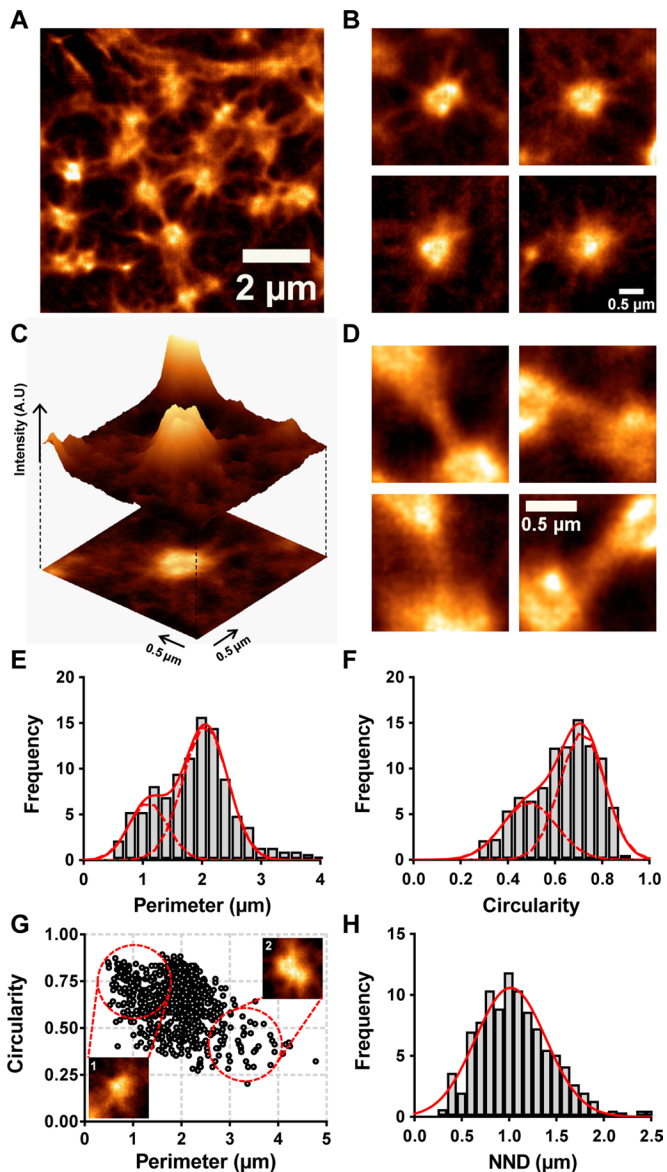 A
2 µm
B
0.5 µm
C
Intensity (A.U)
0.5 µm
0.5 µm
D
0.5 µm
E
Frequency
20
15
10
5
0
0 1 2 3 4
Perimeter (µm)
F
Frequency
20
15
10
5
0
0.0 0.2 0.4 0.6 0.8 1.0
Circularity
G
Circularity
1.00
0.75
0.50
0.25
0.00
0 1 2 3 4 5
Perimeter (µm)
2
1
H
Frequency
15
10
5
0
0.0 0.5 1.0 1.5 2.0 2.5
NND (µm)